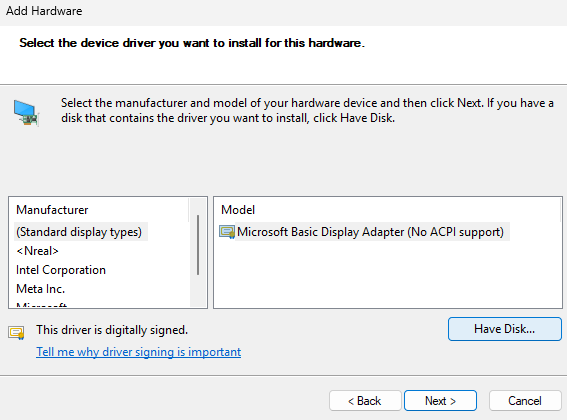 Add Hardware
Select the device driver you want to install for this hardware.
Select the manufacturer and model of your hardware device and then click Next. If you have a
disk that contains the driver you want to install, click Have Disk.
Manufacturer
(Standard display types)
<Nreal>
Intel Corporation
Meta Inc.
Microsoft
Model
Microsoft Basic Display Adapter (No ACPI support)
This driver is digitally signed.
Tell me why driver signing is important
Have Disk...
< Back
Next >
Cancel